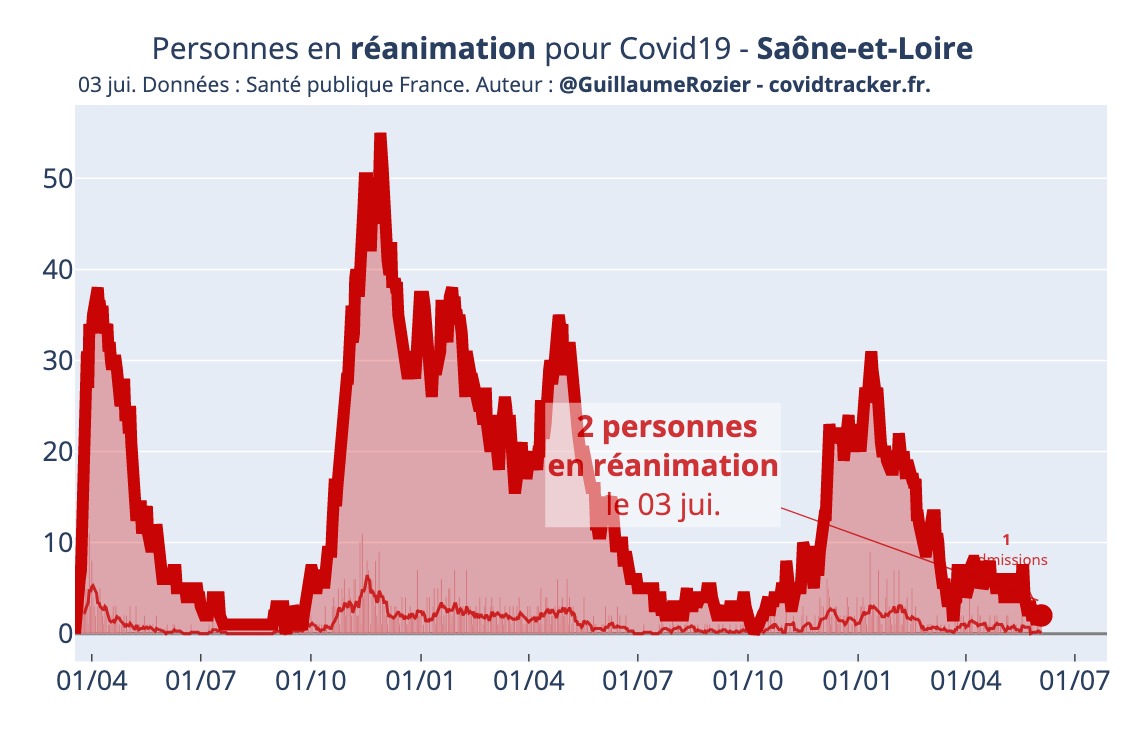 Personnes en réanimation pour Covid19 - Saône-et-Loire
03 jui. Données : Santé publique France. Auteur : @GuillaumeRozier - covidtracker.fr.
50
40
30
20
10
0
2 personnes
en réanimation
le 03 jui.
1
dmissions
01/04 01/07 01/10 01/01 01/04 01/07 01/10 01/01 01/04 01/07